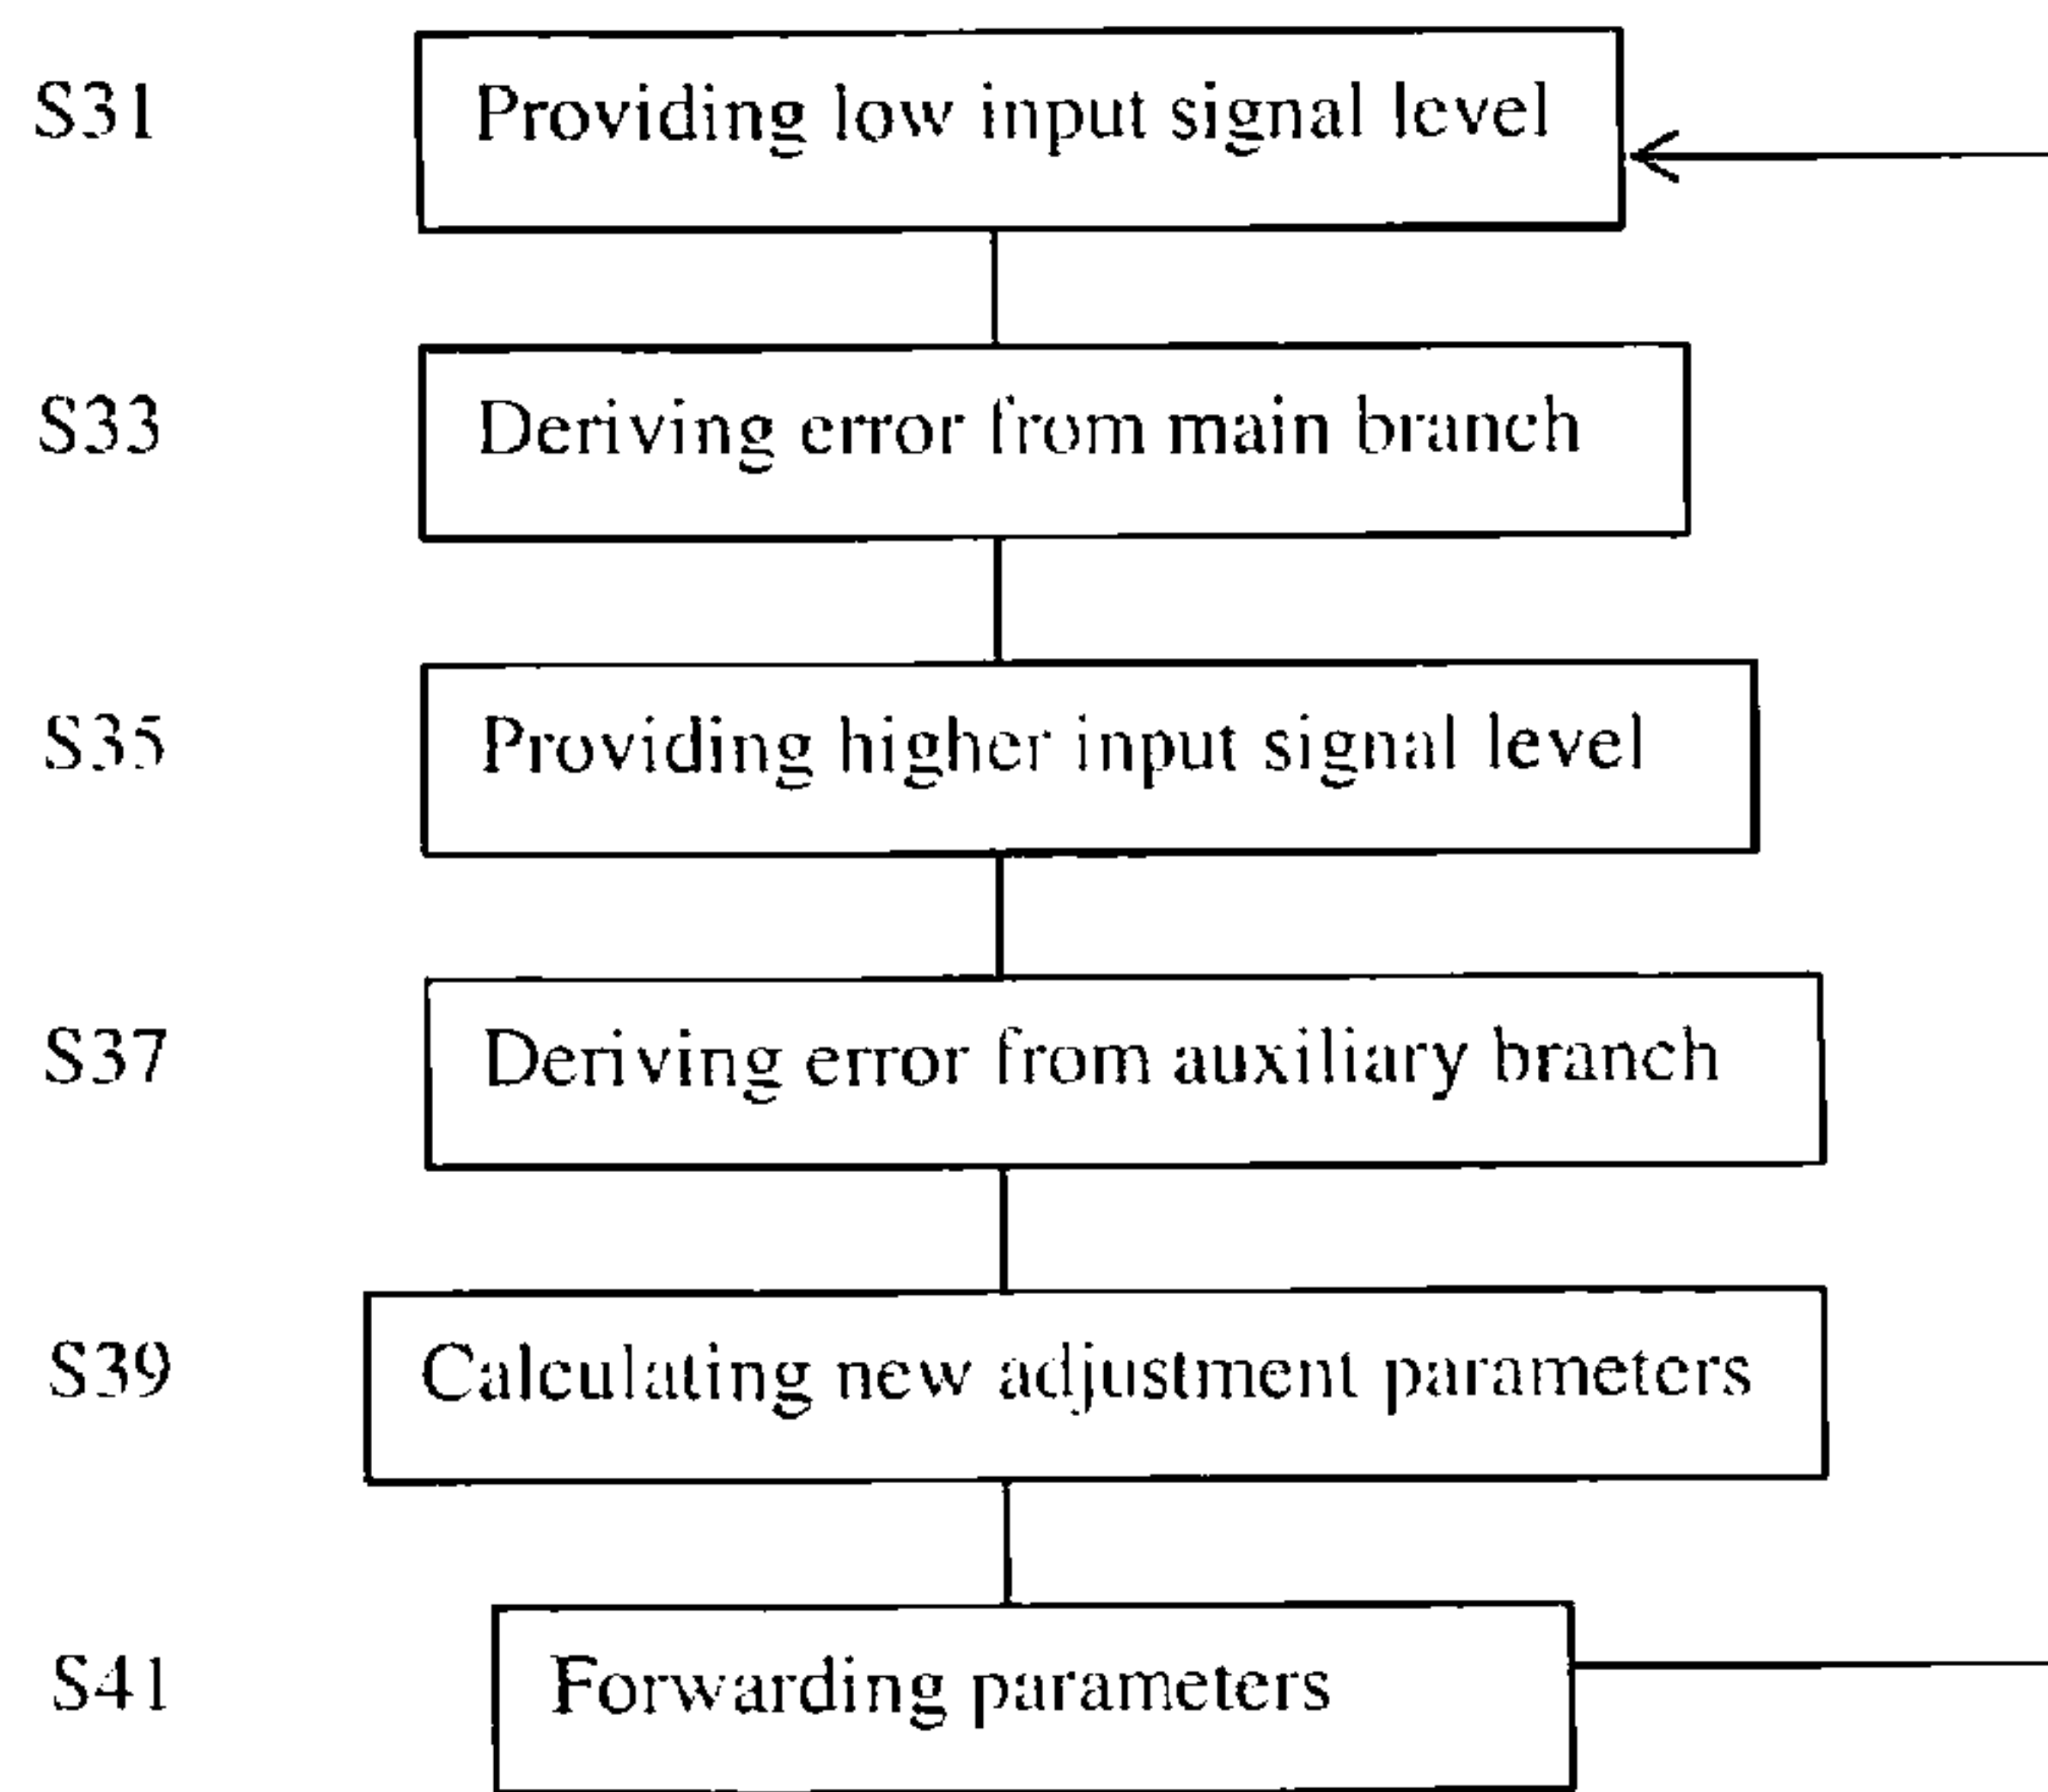 S31 Providing low input signal level
S33 Deriving error from main branch
S35 Providing higher input signal level
S37 Deriving error from auxiliary branch
S39 Calculating new adjustment parameters
S41 Forwarding parameters